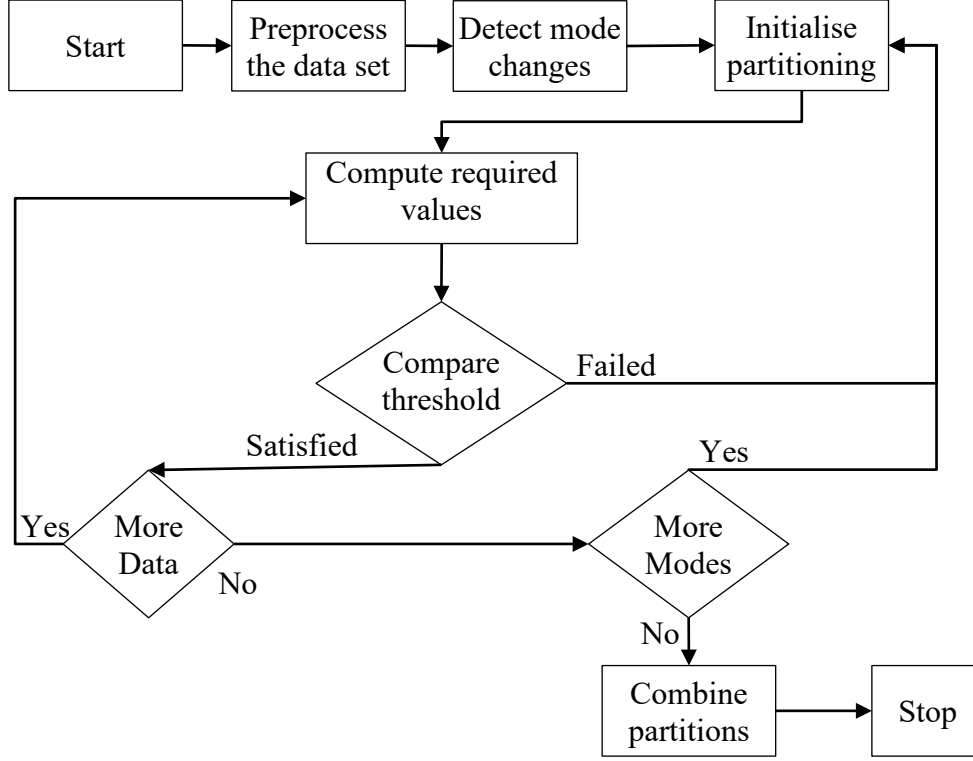 Start
Preprocess
the data set
Detect mode
changes
Initialise
partitioning
Compute required
values
Compare
threshold
Failed
Satisfied
Yes
Yes
More
Data
No
More
Modes
No
Combine
partitions
Stop